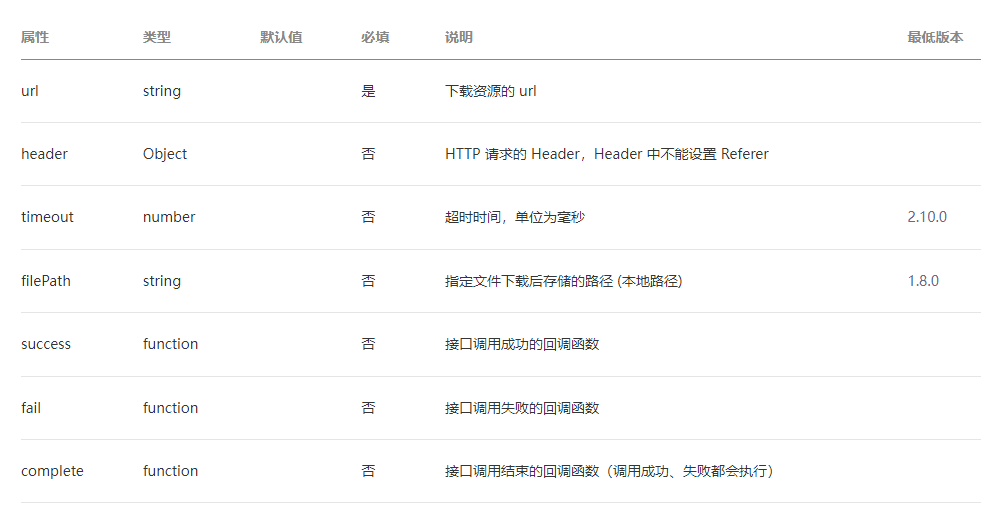 属性 类型 默认值 必填 说明 最低版本
url string 是 下载资源的 url
header Object 否 HTTP 请求的 Header，Header 中不能设置 Referer
timeout number 否 超时时间，单位为毫秒 2.10.0
filePath string 否 指定文件下载后存储的路径 (本地路径) 1.8.0
success function 否 接口调用成功的回调函数
fail function 否 接口调用失败的回调函数
complete function 否 接口调用结束的回调函数（调用成功、失败都会执行）